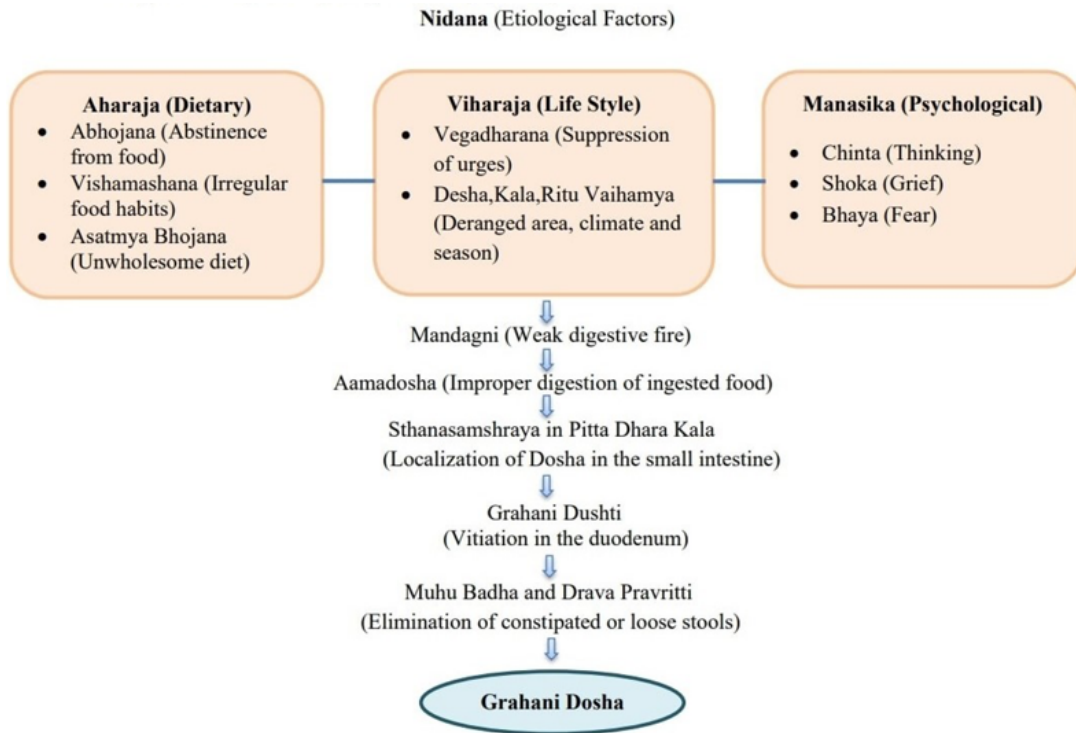 Nidana (Etiological Factors)
Aharaja (Dietary)
• Abhojana (Abstinence
from food)
• Vishamashana (Irregular
food habits)
• Asatmya Bhojana
(Unwholesome diet)
Viharaja (Life Style)
• Vegadharana (Suppression
of urges)
• Desha,Kala,Ritu Vaihamya
(Deranged area, climate and
season)
Manasika (Psychological)
• Chinta (Thinking)
• Shoka (Grief)
• Bhaya (Fear)
Mandagni (Weak digestive fire)
Aamadosha (Improper digestion of ingested food)
Sthanasamshraya in Pitta Dhara Kala
(Localization of Dosha in the small intestine)
Grahani Dushti
(Vitiation in the duodenum)
Muhu Badha and Drava Pravritti
(Elimination of constipated or loose stools)
Grahani Dosha